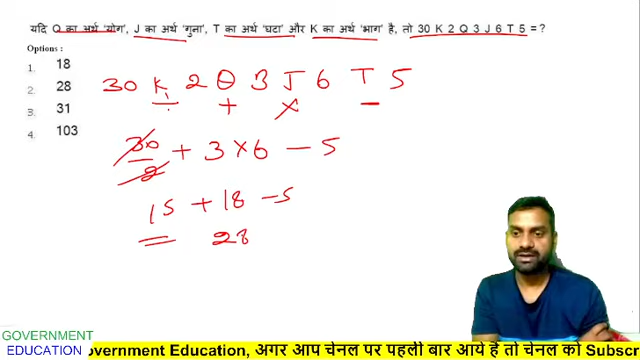 यदि Q का अर्थ 'योग', J का अर्थ 'गुना', T का अर्थ 'घटा' और K का अर्थ 'भाग' है, तो 30 K 2 Q 3 J 6 T 5 = ?
Options :
1. 18
2. 28
3. 31
4. 103
30 K 2 Q 3 J 6 T 5
÷ + × −
30/2 + 3 × 6 − 5
15 + 18 − 5
28
GOVERNMENT
EDUCATION
overnment Education, अगर आप चेनल पर पहली बार आये है तो चेनल को Subscr